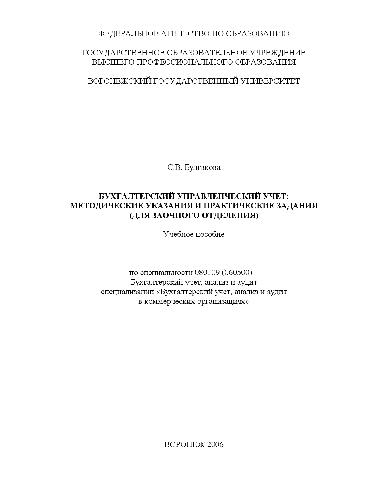 ФЕДЕРАЛЬНОЕ АГЕНТСТВО ПО ОБРАЗОВАНИЮ
ГОСУДАРСТВЕННОЕ ОБРАЗОВАТЕЛЬНОЕ УЧРЕЖДЕНИЕ
ВЫСШЕГО ПРОФЕССИОНАЛЬНОГО ОБРАЗОВАНИЯ
ВОРОНЕЖСКИЙ ГОСУДАРСТВЕННЫЙ УНИВЕРСИТЕТ
С.В. Булгакова
БУХГАЛТЕРСКИЙ УПРАВЛЕНЧЕСКИЙ УЧЕТ:
МЕТОДИЧЕСКИЕ УКАЗАНИЯ И ПРАКТИЧЕСКИЕ ЗАДАНИЯ
(ДЛЯ ЗАОЧНОГО ОТДЕЛЕНИЯ)
Учебное пособие
по специальности
Бухгалтерский учет, анализ и аудит
специализация «Бухгалтерский учет, анализ и аудит
в коммерческих организациях»
ВОРОНЕЖ 2006